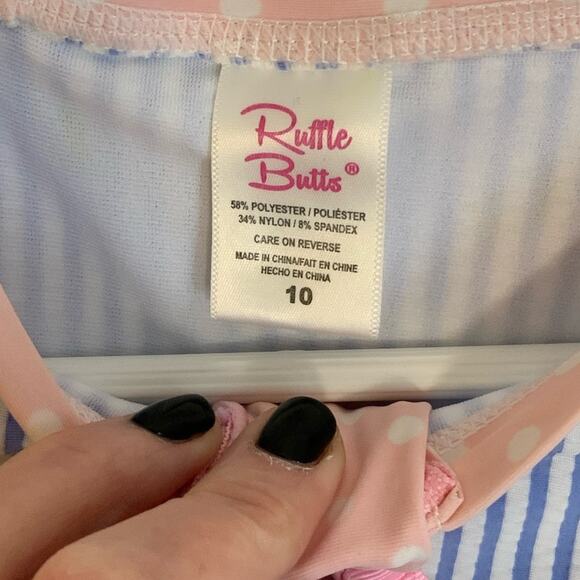 Ruffle
Butts®
58% POLYESTER / POLIÉSTER
34% NYLON / 8% SPANDEX
CARE ON REVERSE
MADE IN CHINA/FAIT EN CHINE
HECHO EN CHINA
10